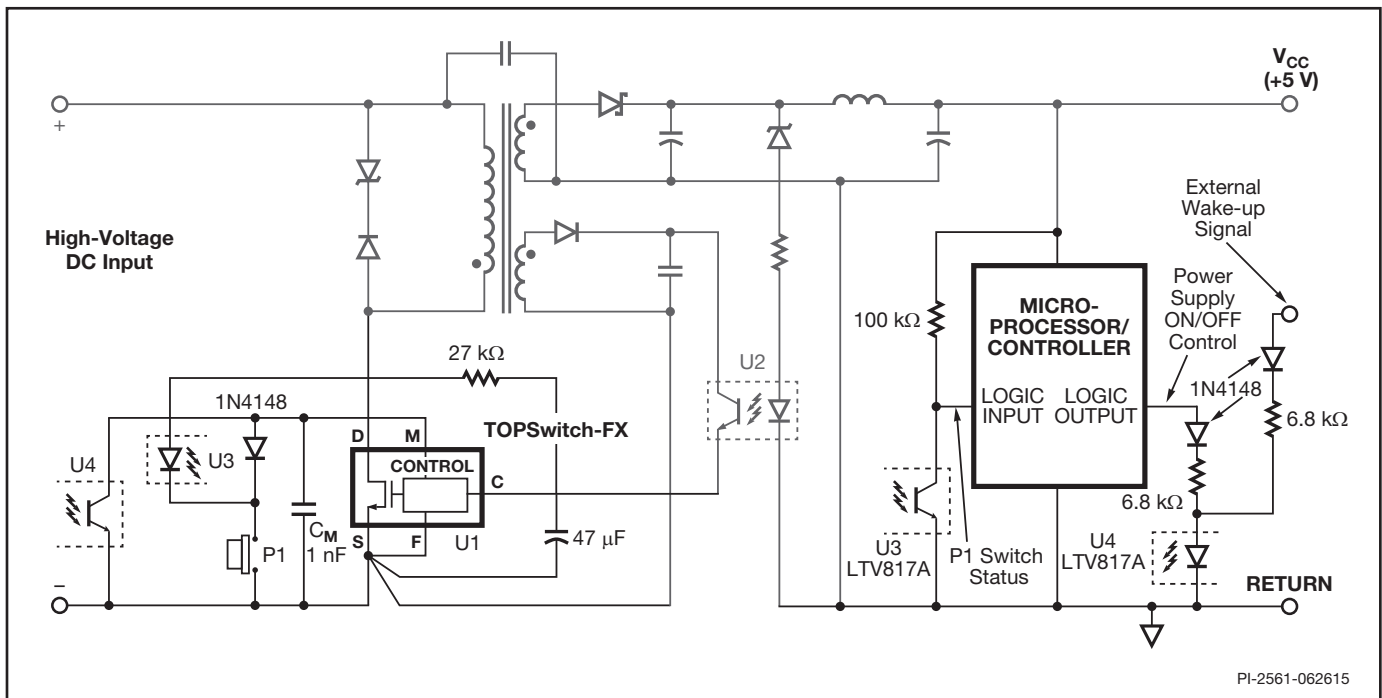 V_CC
(+5 V)
+
High-Voltage
DC Input
External
Wake-up
Signal
Power
Supply
ON/OFF
Control
MICRO-
PROCESSOR/
CONTROLLER
100 kΩ
27 kΩ
U2
1N4148
LOGIC
INPUT
LOGIC
OUTPUT
1N4148
6.8 kΩ
TOPSwitch-FX
D
M
CONTROL
C
U4
U3
6.8 kΩ
C_M
1 nF
P1
S
F
U1
47 µF
U3
LTV817A
P1 Switch
Status
U4
LTV817A
RETURN
–
PI-2561-062615